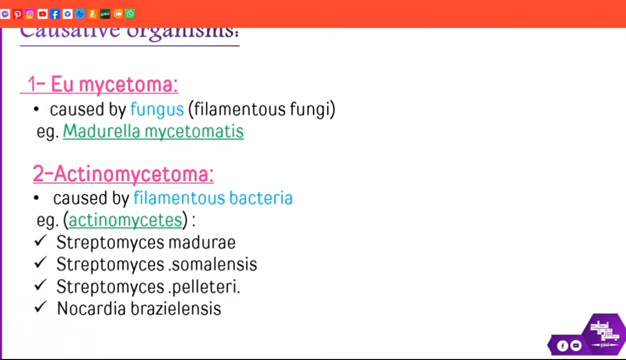 Causative organisms:
1- Eu mycetoma:
• caused by fungus (filamentous fungi)
eg. Madurella mycetomatis
2-Actinomycetoma:
• caused by filamentous bacteria
eg. (actinomycetes) :
✓ Streptomyces madurae
✓ Streptomyces .somalensis
✓ Streptomyces .pelleteri.
✓ Nocardia brazielensis